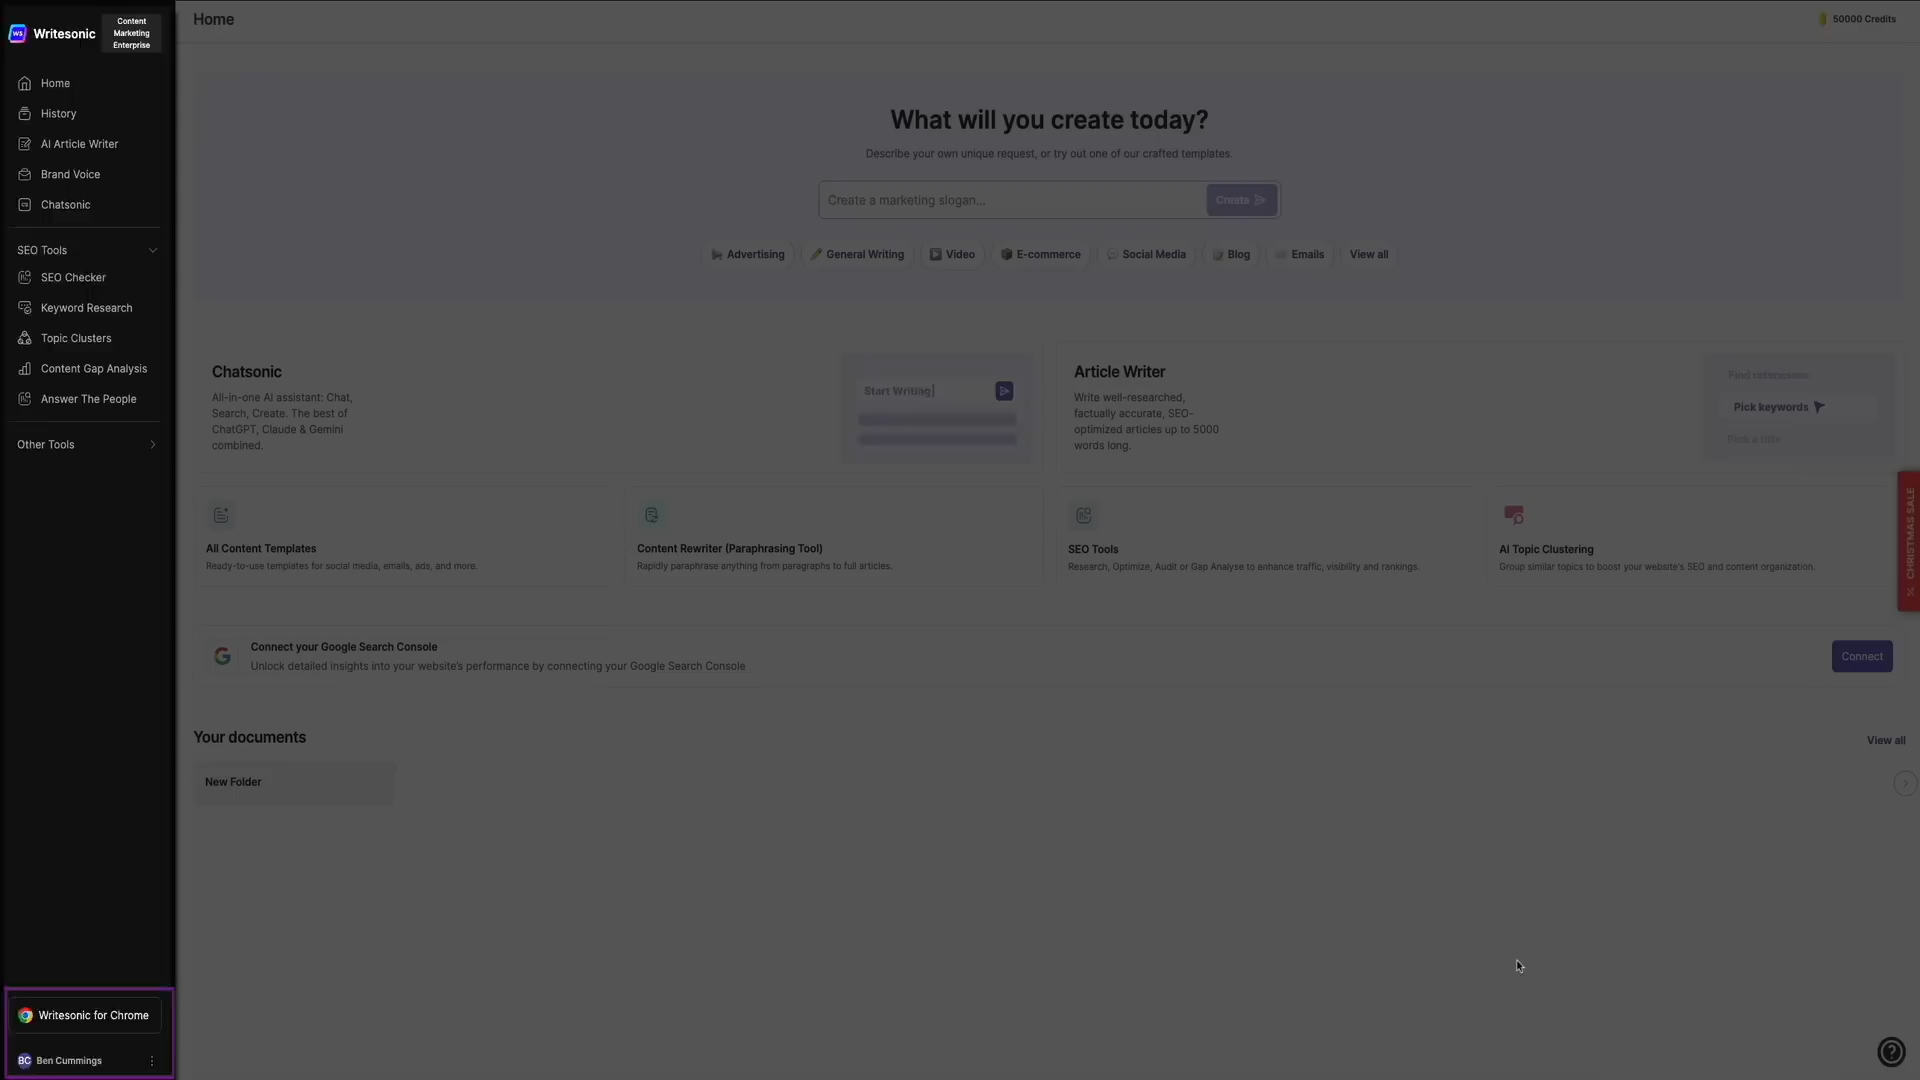 Writesonic
Content
Marketing
Enterprise
Home
History
AI Article Writer
Brand Voice
Chatsonic
SEO Tools
SEO Checker
Keyword Research
Topic Clusters
Content Gap Analysis
Answer The People
Other Tools
Writesonic for Chrome
BC Ben Cummings
Home
50000 Credits
What will you create today?
Describe your own unique request, or try out one of our crafted templates.
Create a marketing slogan...
Create
Advertising
General Writing
Video
E-commerce
Social Media
Blog
Emails
View all
Chatsonic
All-in-one AI assistant: Chat,
Search, Create. The best of
ChatGPT, Claude & Gemini
combined.
Start Writing
Article Writer
Write well-researched,
factually accurate, SEO-
optimized articles up to 5000
words long.
Find references
Pick keywords
Pick a title
All Content Templates
Ready-to-use templates for social media, emails, ads, and more.
Content Rewriter (Paraphrasing Tool)
Rapidly paraphrase anything from paragraphs to full articles.
SEO Tools
Research, Optimize, Audit or Gap Analyse to enhance traffic, visibility and rankings.
AI Topic Clustering
Group similar topics to boost your website's SEO and content organization.
CHRISTMAS SALE
Connect your Google Search Console
Unlock detailed insights into your website's performance by connecting your Google Search Console
Connect
Your documents
View all
New Folder